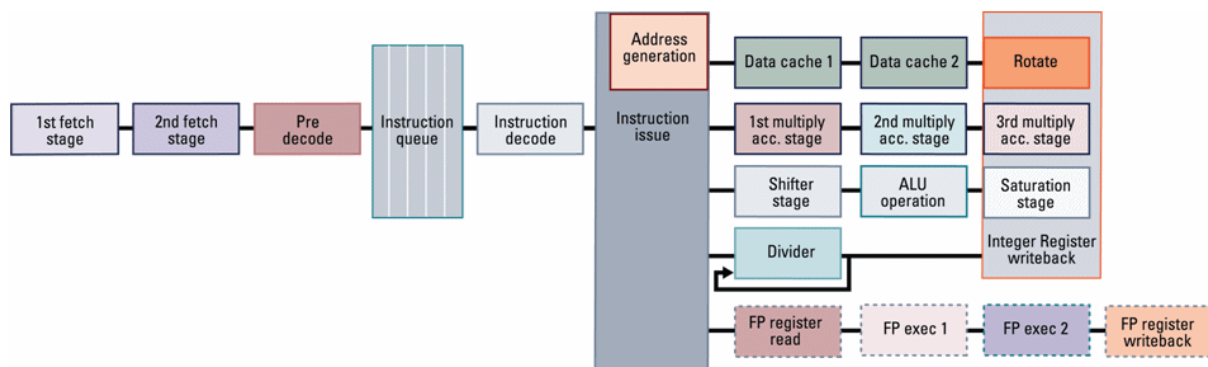 1st fetch
stage
2nd fetch
stage
Pre
decode
Instruction
queue
Instruction
decode
Address
generation
Instruction
issue
Data cache 1
Data cache 2
Rotate
1st multiply
acc. stage
2nd multiply
acc. stage
3rd multiply
acc. stage
Shifter
stage
ALU
operation
Saturation
stage
Divider
Integer Register
writeback
FP register
read
FP exec 1
FP exec 2
FP register
writeback